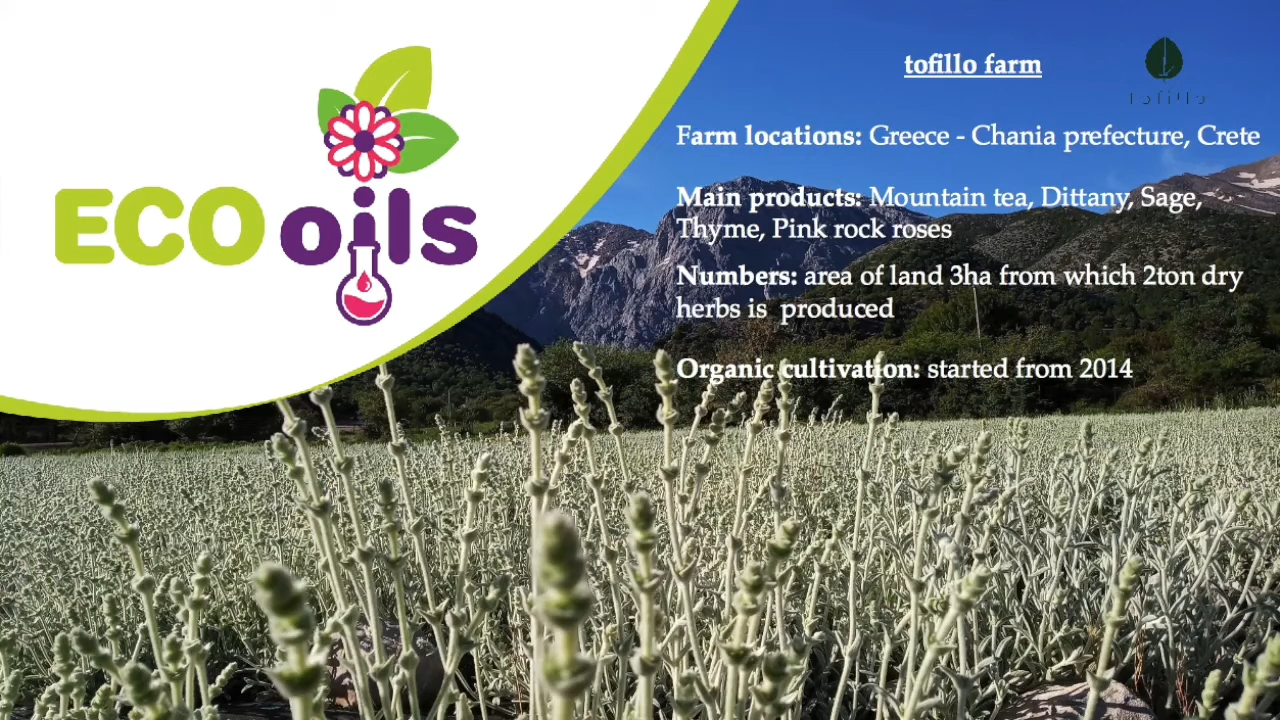 ECO oils
tofillo farm
tofillo
Farm locations: Greece - Chania prefecture, Crete
Main products: Mountain tea, Dittany, Sage,
Thyme, Pink rock roses
Numbers: area of land 3ha from which 2ton dry
herbs is  produced
Organic cultivation: started from 2014